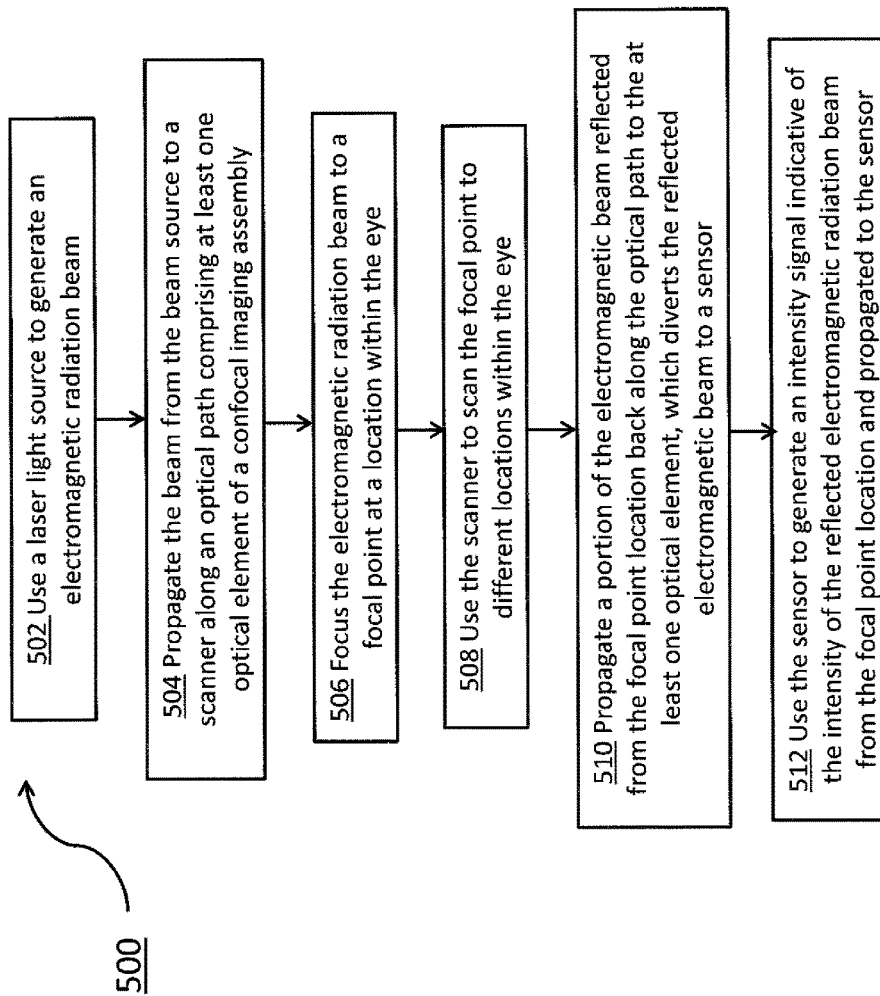 500
502 Use a laser light source to generate an
electromagnetic radiation beam
504 Propagate the beam from the beam source to a
scanner along an optical path comprising at least one
optical element of a confocal imaging assembly
506 Focus the electromagnetic radiation beam to a
focal point at a location within the eye
508 Use the scanner to scan the focal point to
different locations within the eye
510 Propagate a portion of the electromagnetic beam reflected
from the focal point location back along the optical path to the at
least one optical element, which diverts the reflected
electromagnetic beam to a sensor
512 Use the sensor to generate an intensity signal indicative of
the intensity of the reflected electromagnetic radiation beam
from the focal point location and propagated to the sensor